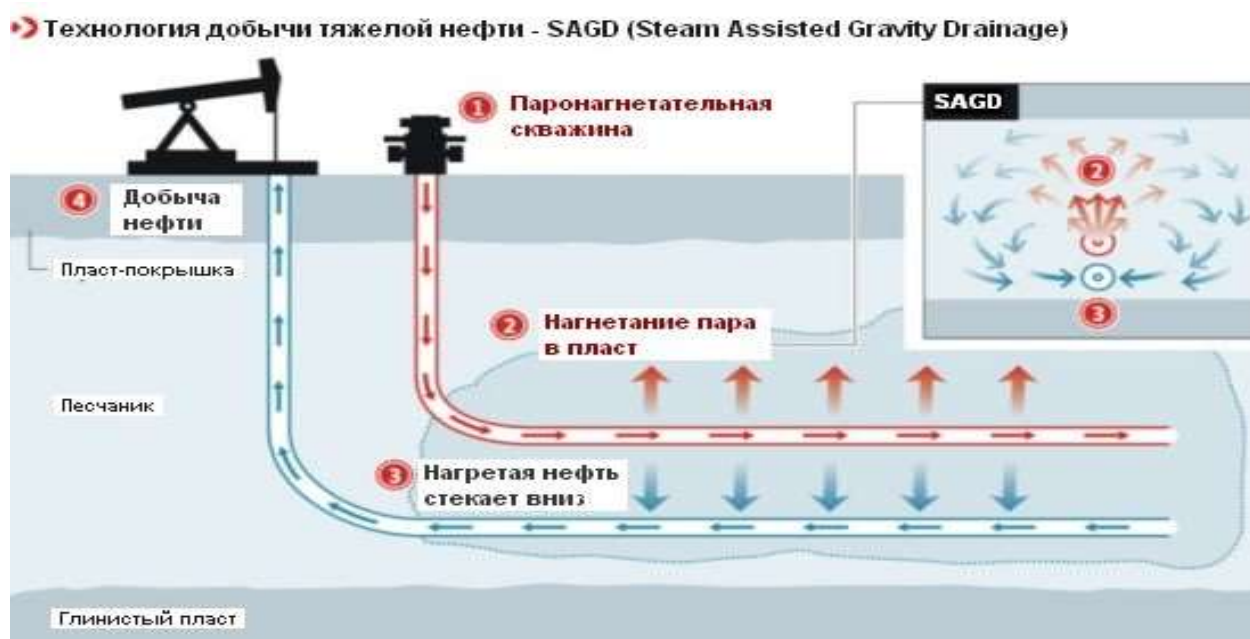 Технология добычи тяжелой нефти - SAGD (Steam Assisted Gravity Drainage)
1
Паронагнетательная
скважина
SAGD
2
3
4
Добыча
нефти
Пласт-покрышка
2
Нагнетание пара
в пласт
Песчаник
3
Нагретая нефть
стекает вниз
Глинистый пласт